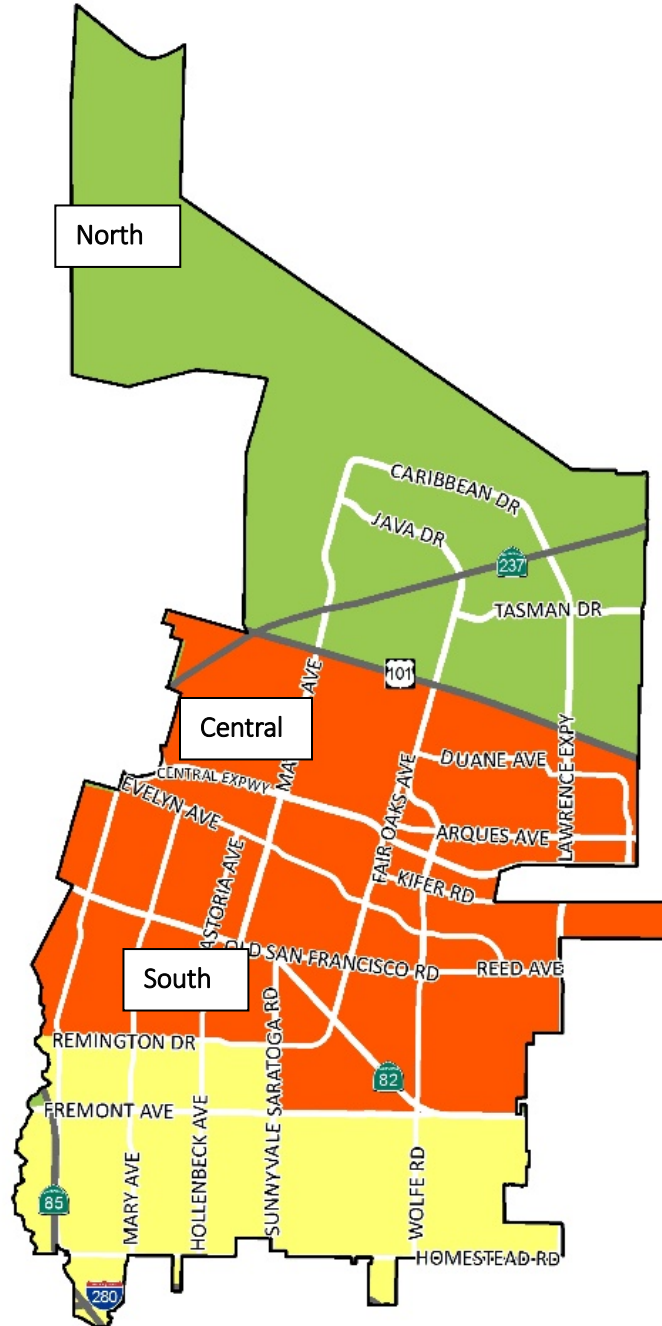 North
CARIBBEAN DR
JAVA DR
237
TASMAN DR
101
AVE
Central
DUANE AVE
CENTRAL EXPWY
EVELYN AVE
LAWRENCE EXPY
FAIR OAKS AVE
ARQUES AVE
KIFER RD
ASTORIA AVE
OLD SAN FRANCISCO RD
REED AVE
South
REMINGTON DR
SUNNYVALE SARATOGA RD
82
FREMONT AVE
85
MARY AVE
HOLLENBECK AVE
WOLFE RD
HOMESTEAD RD
280